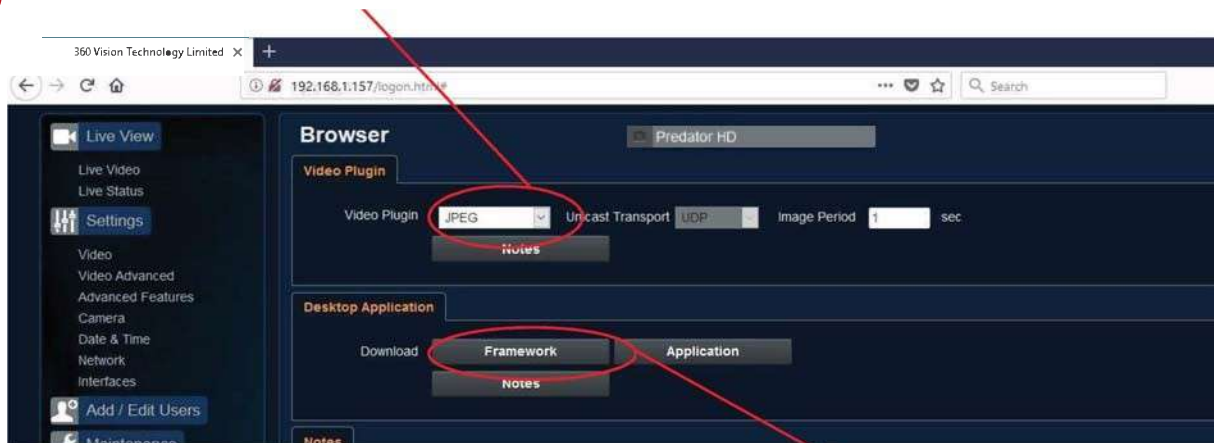 360 Vision Technology Limited × +
192.168.1.157/logon.html# ... Search
Live View
Live Video
Live Status
Settings
Video
Video Advanced
Advanced Features
Camera
Date & Time
Network
Interfaces
Add / Edit Users
Maintenance
Browser
Predator HD
Video Plugin
Video Plugin JPEG Unicast Transport UDP Image Period 1 sec
Notes
Desktop Application
Download Framework Application
Notes
Notes